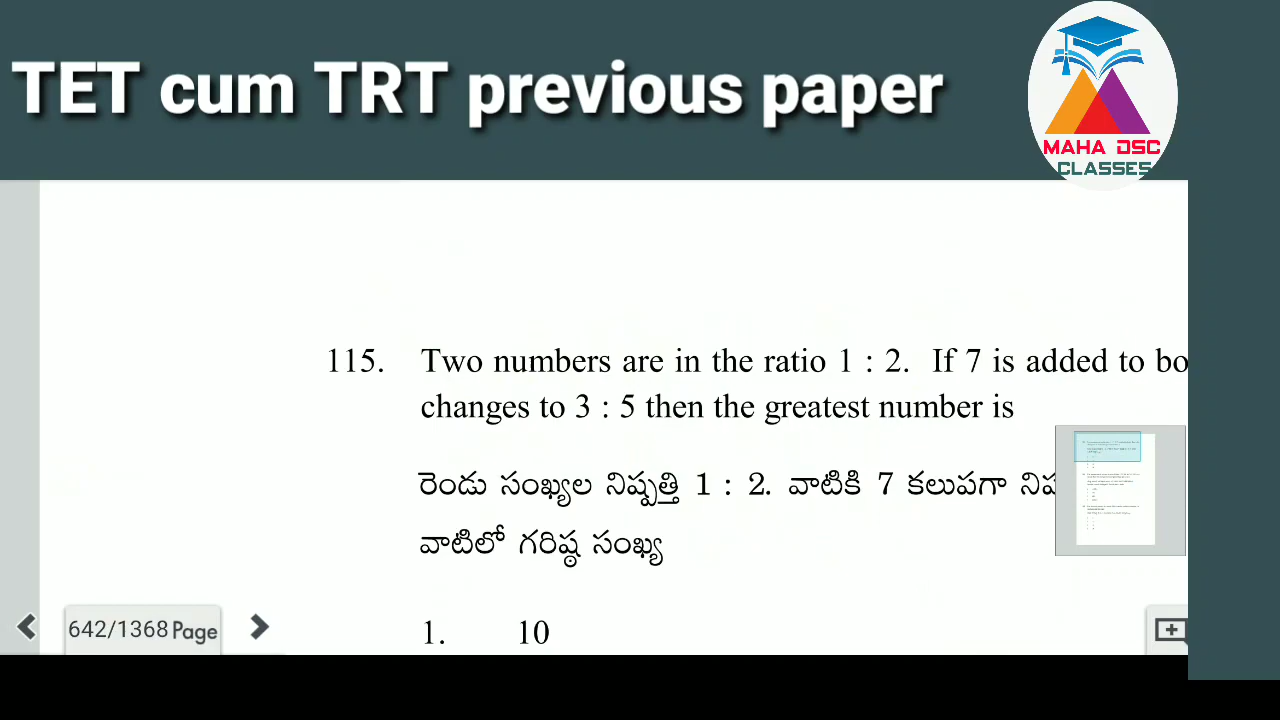 TET cum TRT previous paper
MAHA DSC
CLASSES
115. Two numbers are in the ratio 1 : 2. If 7 is added to bo
changes to 3 : 5 then the greatest number is
రెండు సంఖ్యల నిష్పత్తి 1 : 2. వాటికి 7 కలుపగా నిష
వాటిలో గరిష్ఠ సంఖ్య
642/1368 Page
1. 10